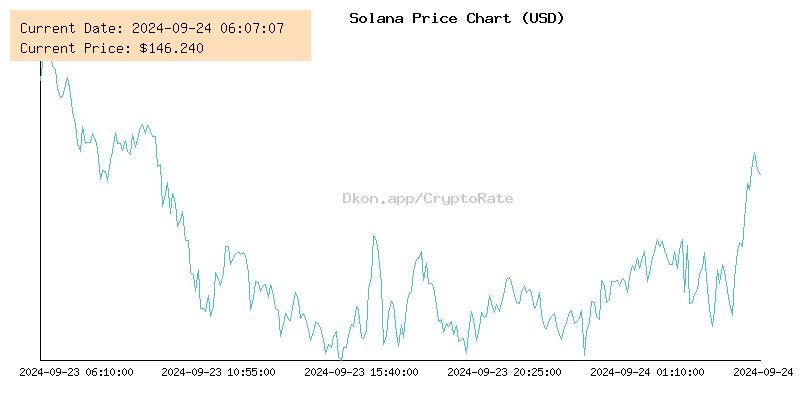 Solana Price Chart (USD)
Current Date: 2024-09-24 06:07:07
Current Price: $146.240
Dkon.app/CryptoRate
2024-09-23 06:10:00
2024-09-23 10:55:00
2024-09-23 15:40:00
2024-09-23 20:25:00
2024-09-24 01:10:00
2024-09-24